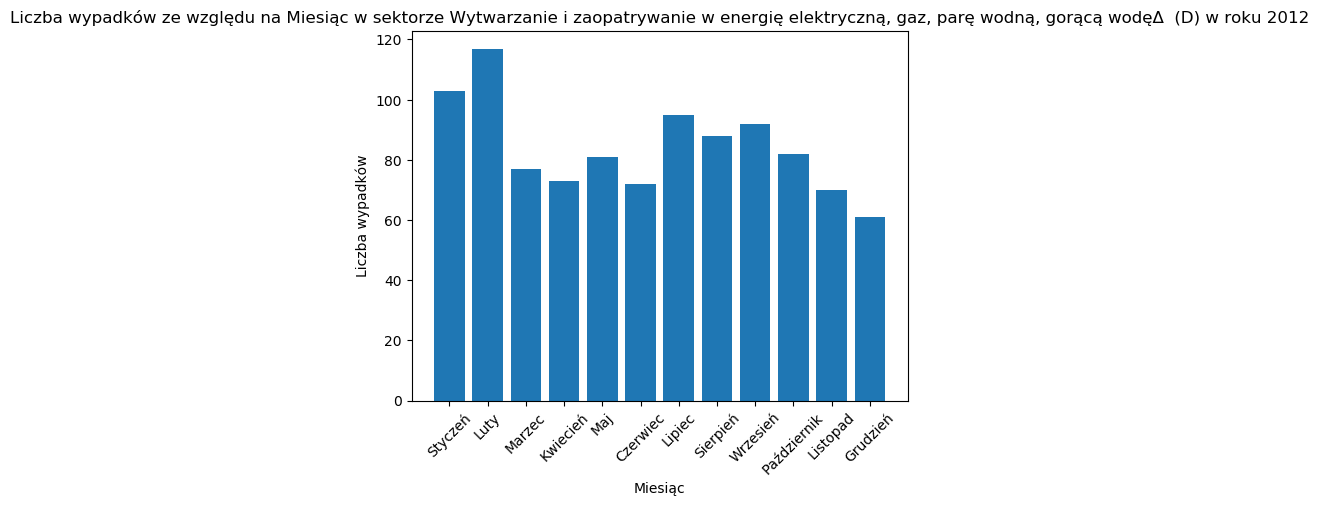 Liczba wypadków ze względu na Miesiąc w sektorze Wytwarzanie i zaopatrywanie w energię elektryczną, gaz, parę wodną, gorącą wodęΔ  (D) w roku 2012
120
100
80
60
40
20
0
Liczba wypadków
Styczeń
Luty
Marzec
Kwiecień
Maj
Czerwiec
Lipiec
Sierpień
Wrzesień
Październik
Listopad
Grudzień
Miesiąc